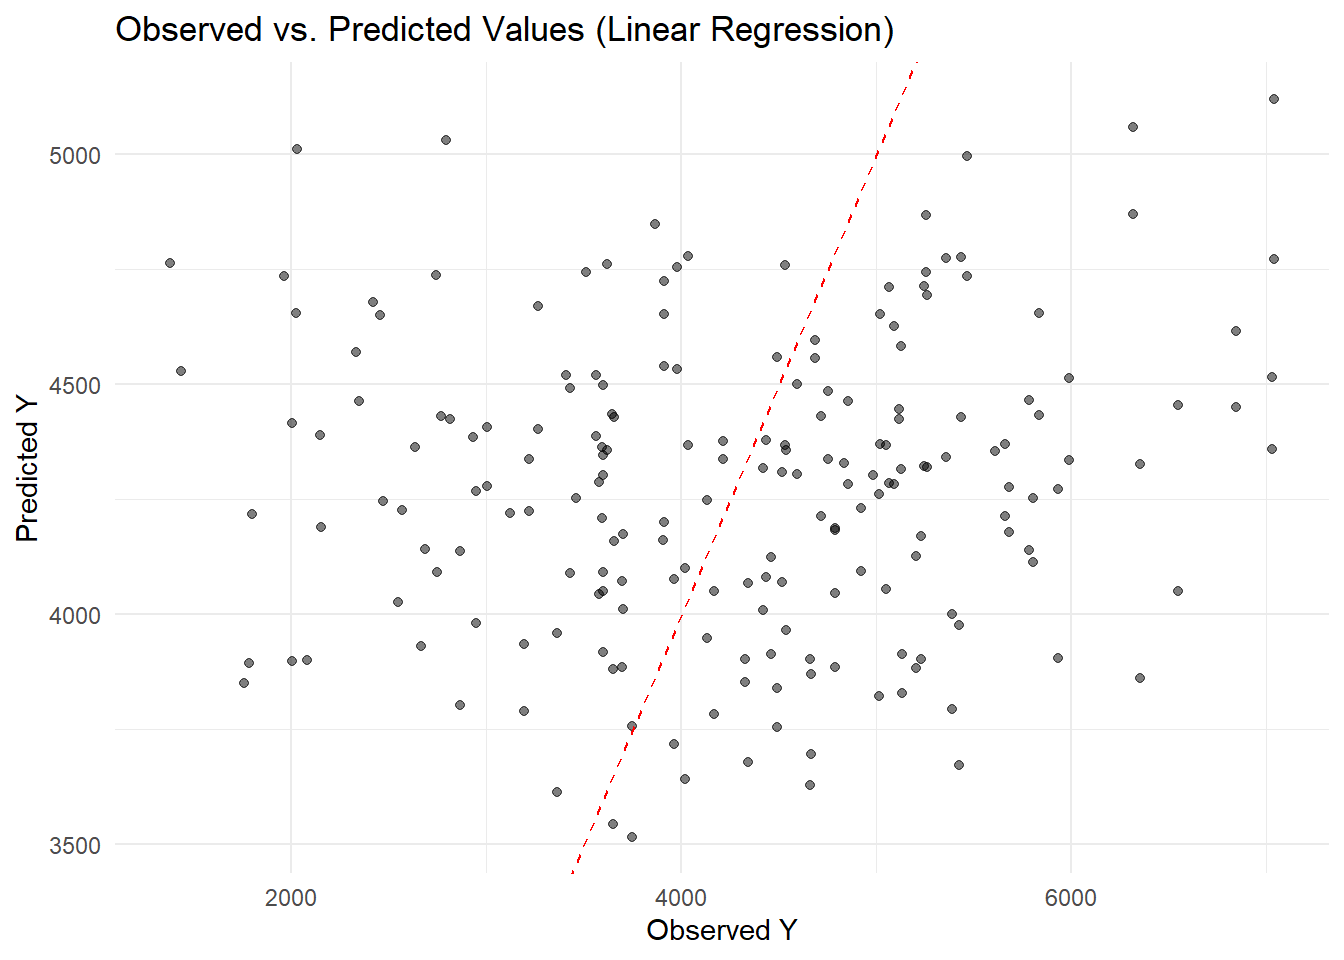 Observed vs. Predicted Values (Linear Regression)
Predicted Y
5000
4500
4000
3500
2000 4000 6000
Observed Y